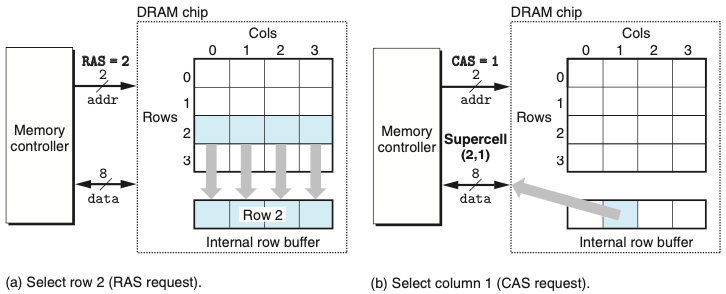 DRAM chip
Cols
0 1 2 3
RAS = 2
2
addr
0
1
Rows
2
3
Memory
controller
8
data
Row 2
Internal row buffer
(a) Select row 2 (RAS request).
DRAM chip
Cols
0 1 2 3
CAS = 1
2
addr
0
1
Rows
2
3
Memory
controller
Supercell
(2,1)
8
data
Internal row buffer
(b) Select column 1 (CAS request).